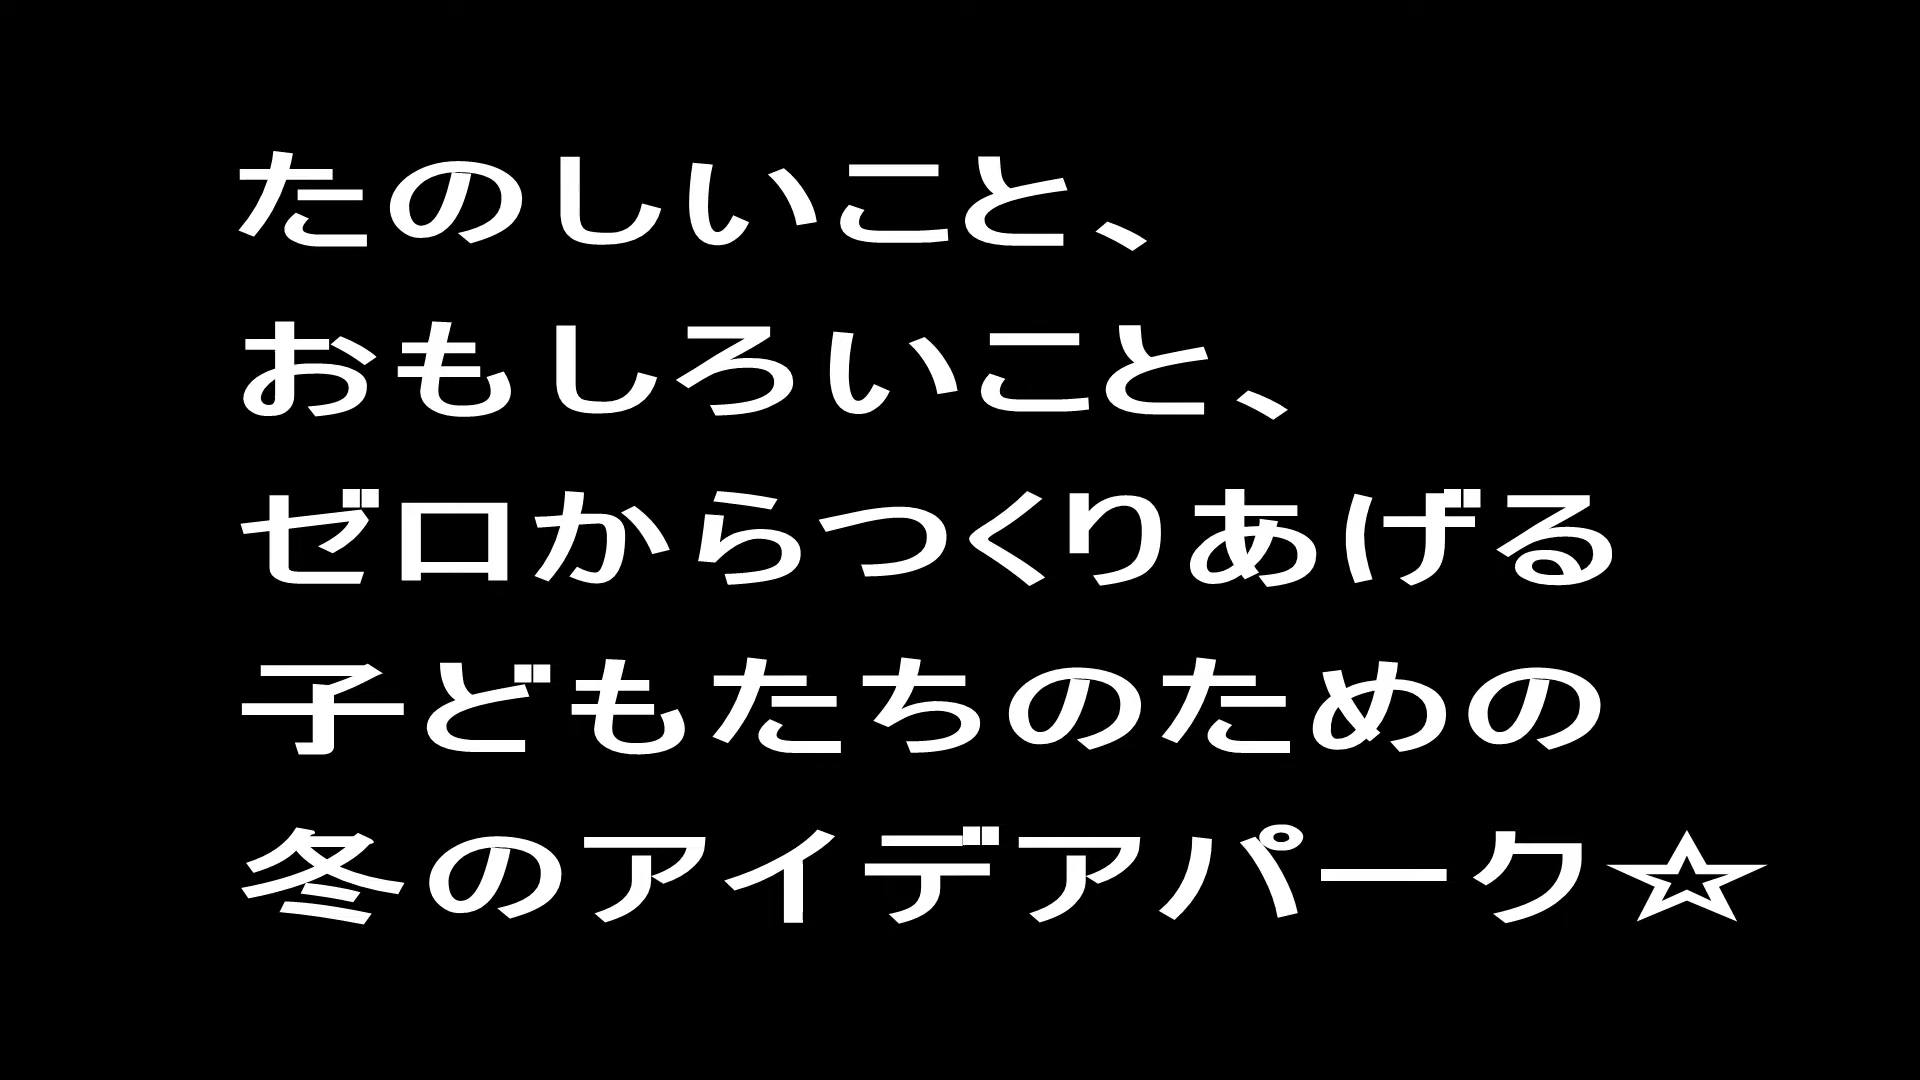 たのしいこと、
おもしろいこと、
ゼロからつくりあげる
子どもたちのための
冬のアイデアパーク☆